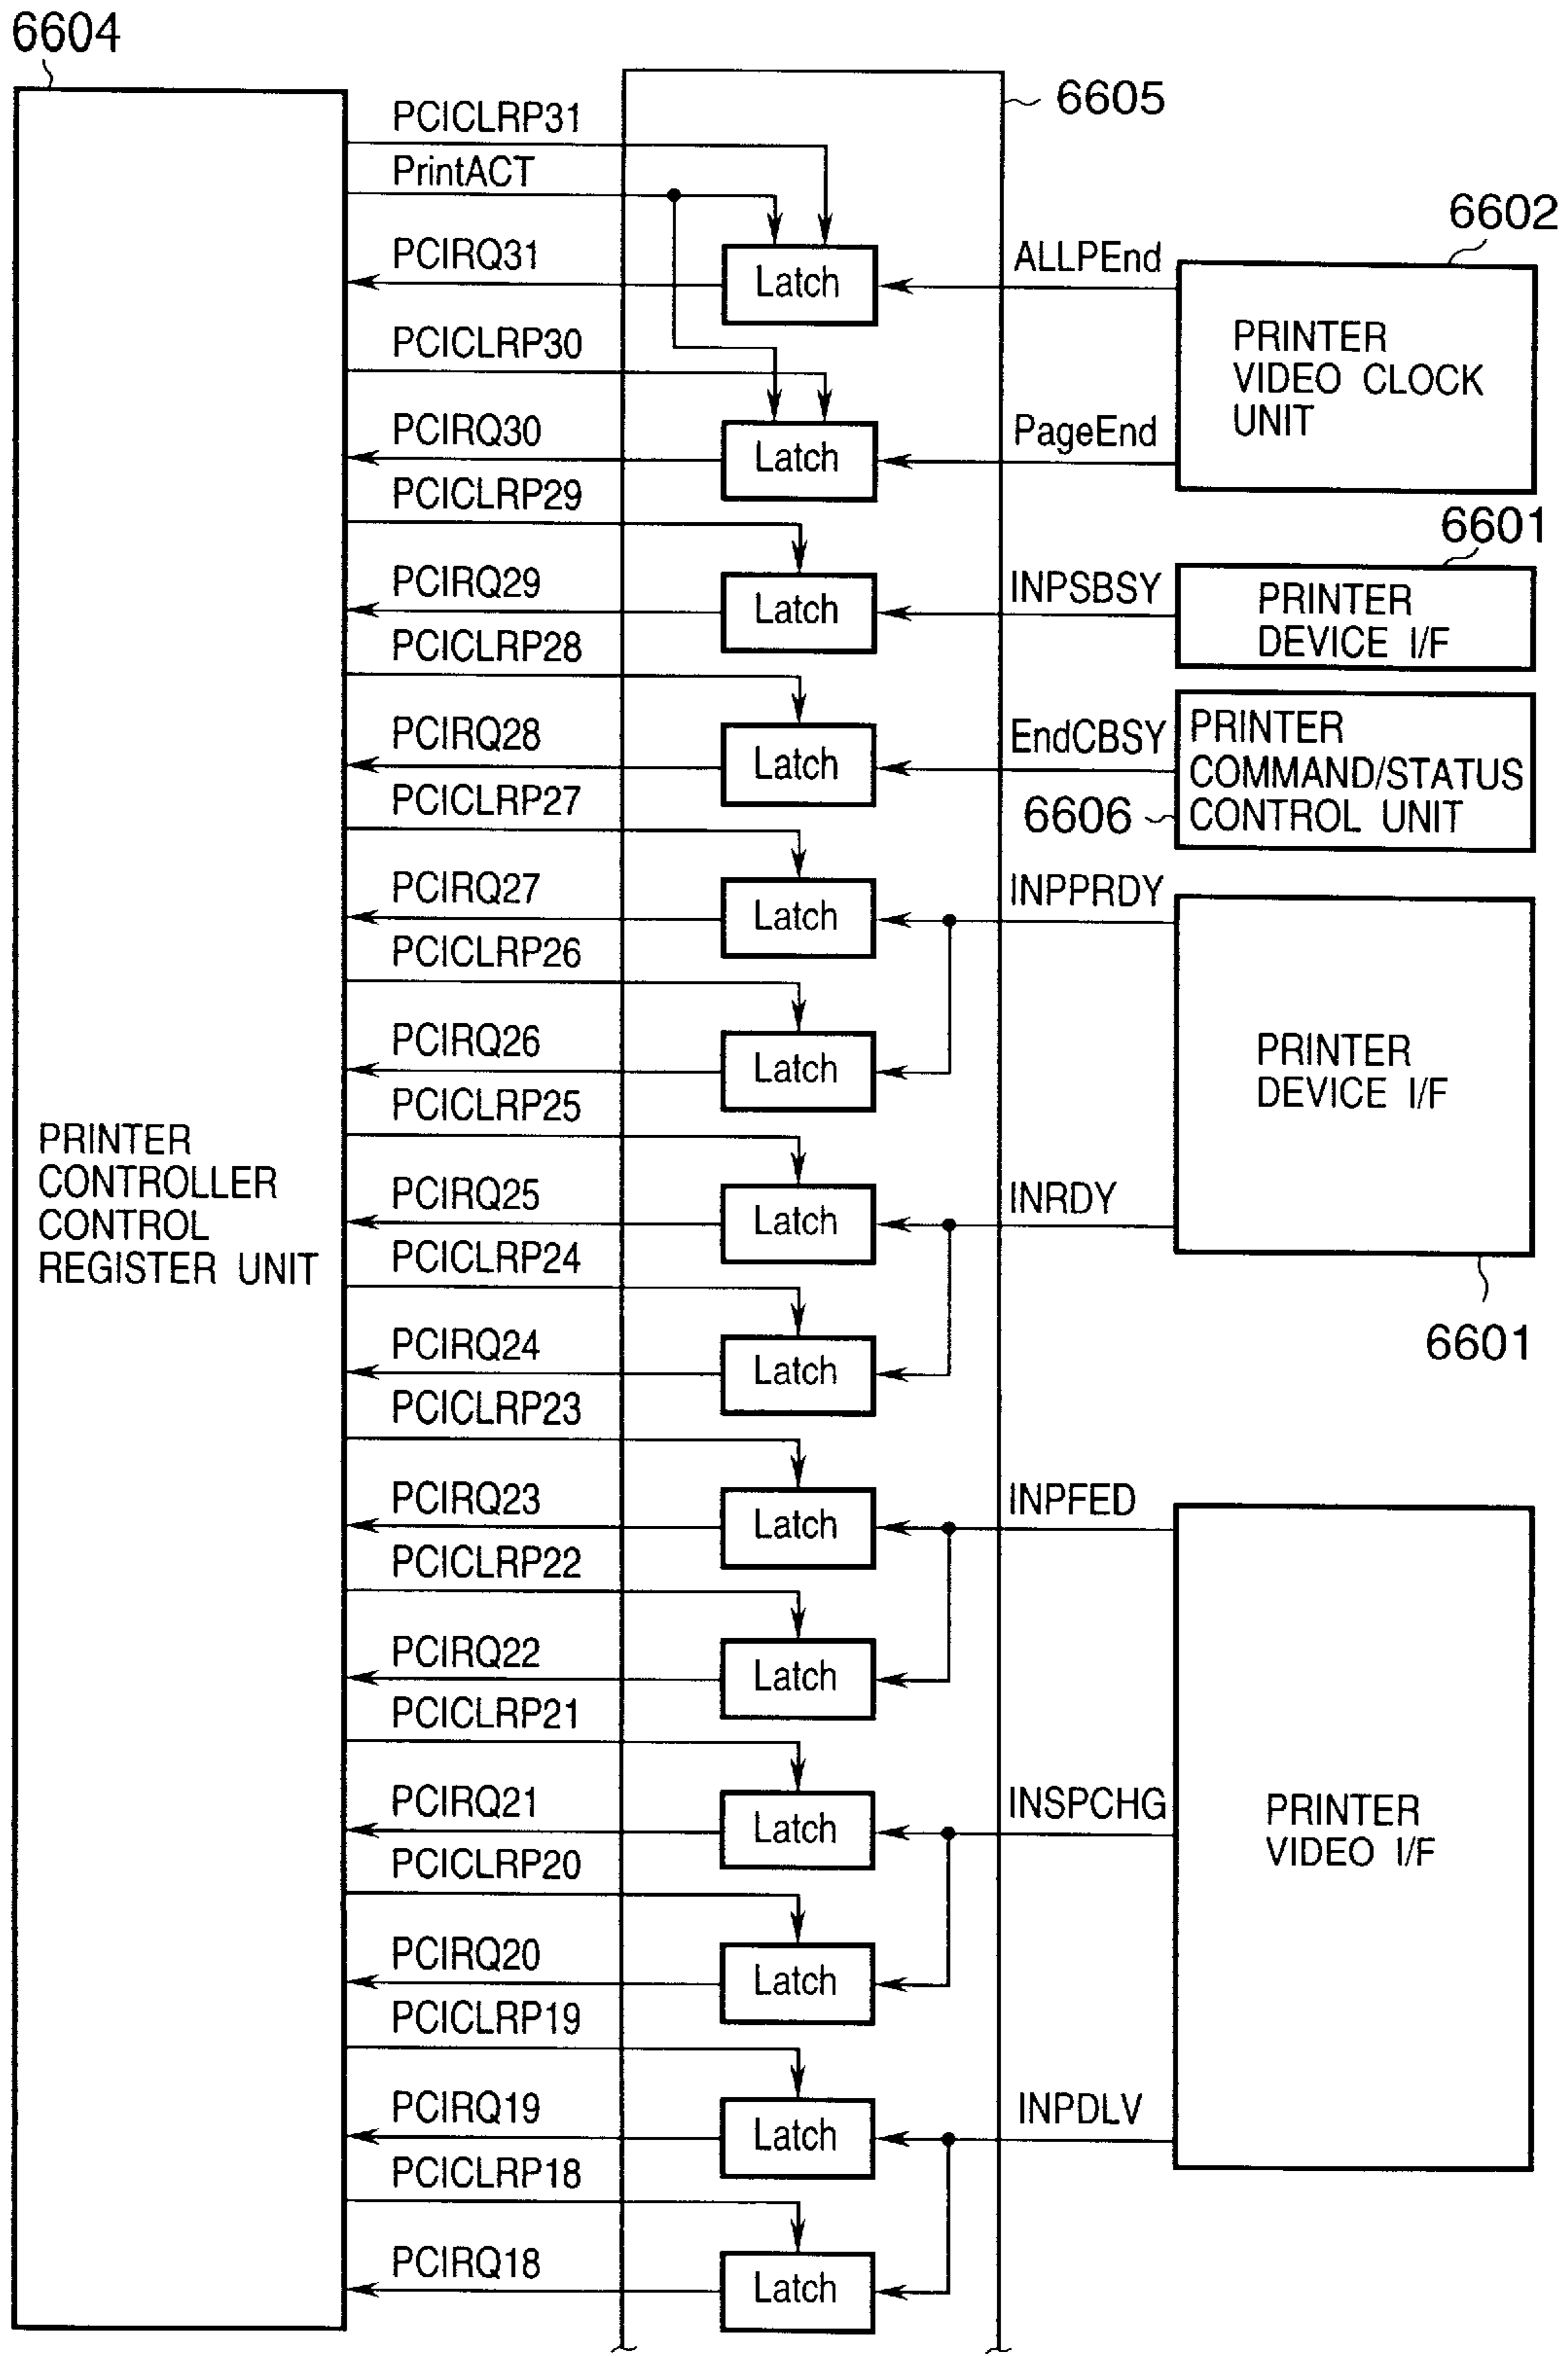 6604
6605
PCICLRP31
PrintACT
6602
PCIRQ31
Latch
ALLPEnd
PRINTER
VIDEO CLOCK
UNIT
PCICLRP30
PCIRQ30
Latch
PageEnd
PCICLRP29
6601
PCIRQ29
Latch
INPSBSY
PRINTER
DEVICE I/F
PCICLRP28
PCIRQ28
Latch
EndCBSY
PRINTER
COMMAND/STATUS
CONTROL UNIT
6606
PCICLRP27
PCIRQ27
Latch
INPPRDY
PCICLRP26
PCIRQ26
Latch
PRINTER
DEVICE I/F
PCICLRP25
PRINTER
CONTROLLER
CONTROL
REGISTER UNIT
PCIRQ25
Latch
INRDY
PCICLRP24
6601
PCIRQ24
Latch
PCICLRP23
PCIRQ23
Latch
INPFED
PCICLRP22
PCIRQ22
Latch
PCICLRP21
PCIRQ21
Latch
INSPCHG
PRINTER
VIDEO I/F
PCICLRP20
PCIRQ20
Latch
PCICLRP19
PCIRQ19
Latch
INPDLV
PCICLRP18
PCIRQ18
Latch